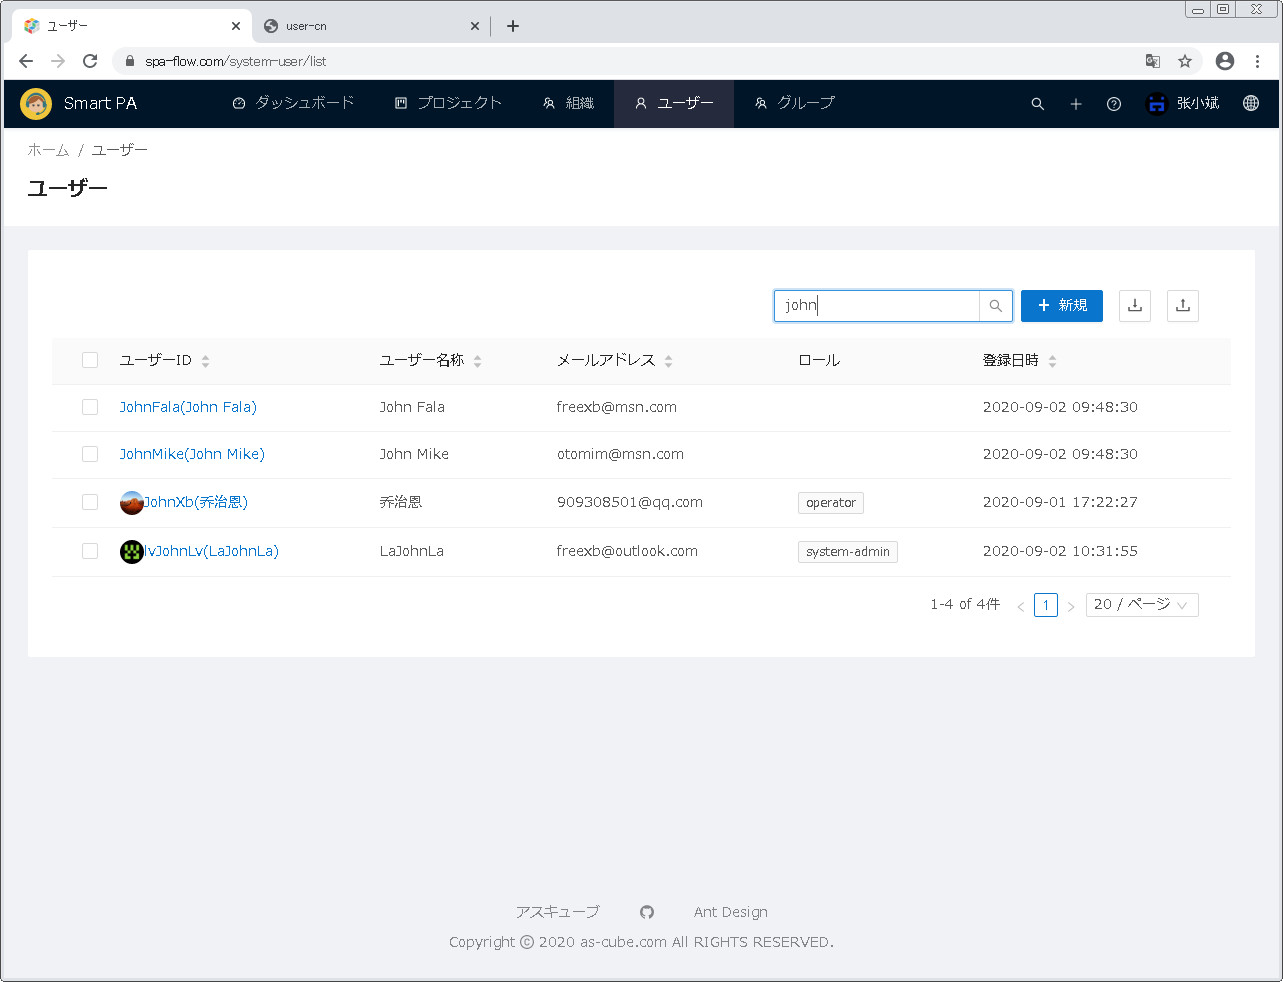 ユーザー
user-cn
spa-flow.com/system-user/list
Smart PA ダッシュボード プロジェクト 組織 ユーザー グループ 张小斌
ホーム / ユーザー
ユーザー
john
新規
ユーザーID ユーザー名称 メールアドレス ロール 登録日時
JohnFala(John Fala) John Fala freexb@msn.com 2020-09-02 09:48:30
JohnMike(John Mike) John Mike otomim@msn.com 2020-09-02 09:48:30
JohnXb(乔治恩) 乔治恩 909308501@qq.com operator 2020-09-01 17:22:27
lvJohnLv(LaJohnLa) LaJohnLa freexb@outlook.com system-admin 2020-09-02 10:31:55
1-4 of 4件 < 1 > 20 / ページ
アスキューブ Ant Design
Copyright © 2020 as-cube.com All RIGHTS RESERVED.